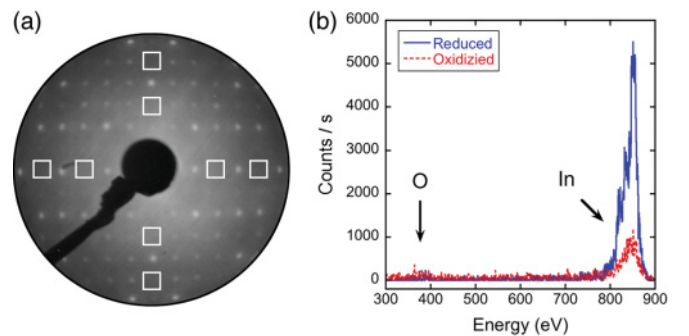 (a)
(b)
6000
5000
4000
3000
2000
1000
0
Counts / s
Reduced
Oxidizied
O
In
300 400 500 600 700 800 900
Energy (eV)